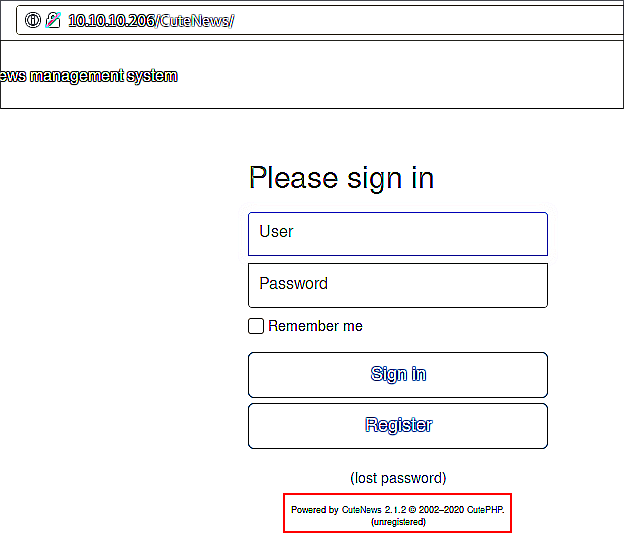 10.10.10.206/CuteNews/
ews management system
Please sign in
User
Password
Remember me
Sign in
Register
(lost password)
Powered by CuteNews 2.1.2 © 2002–2020 CutePHP.
(unregistered)